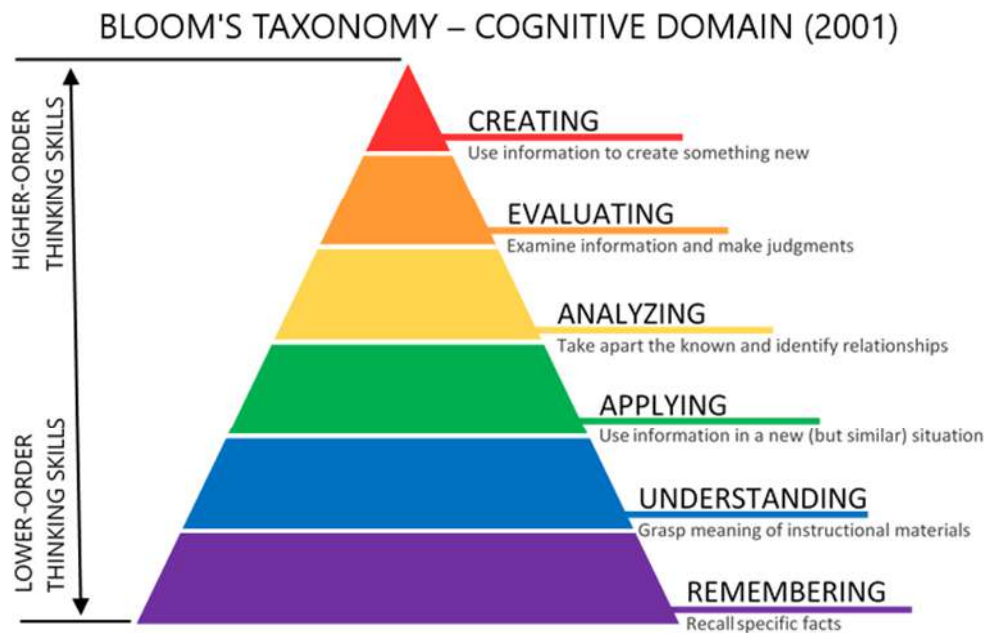 BLOOM'S TAXONOMY – COGNITIVE DOMAIN (2001)
HIGHER-ORDER
THINKING SKILLS
LOWER-ORDER
THINKING SKILLS
CREATING
Use information to create something new
EVALUATING
Examine information and make judgments
ANALYZING
Take apart the known and identify relationships
APPLYING
Use information in a new (but similar) situation
UNDERSTANDING
Grasp meaning of instructional materials
REMEMBERING
Recall specific facts